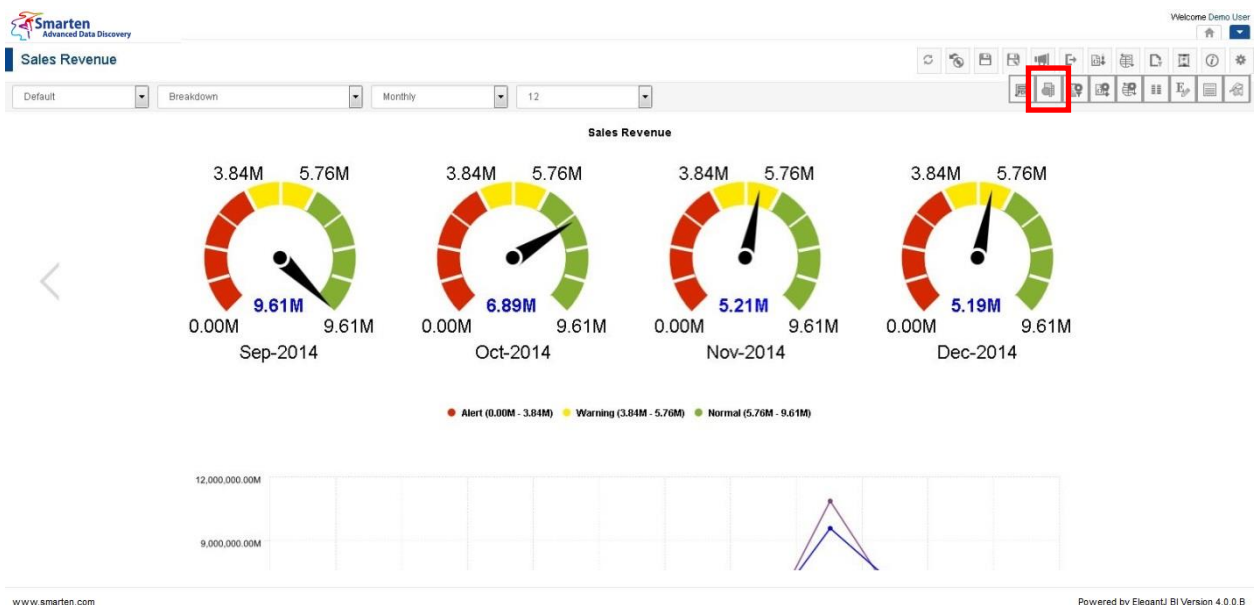 Smarten
Advanced Data Discovery
Welcome Demo User
Sales Revenue
Default Breakdown Monthly 12
Sales Revenue
3.84M 5.76M 3.84M 5.76M 3.84M 5.76M 3.84M 5.76M
9.61M 6.89M 5.21M 5.19M
0.00M 9.61M 0.00M 9.61M 0.00M 9.61M 0.00M 9.61M
Sep-2014 Oct-2014 Nov-2014 Dec-2014
Alert (0.00M - 3.84M) Warning (3.84M - 5.76M) Normal (5.76M - 9.61M)
12,000,000.00M
9,000,000.00M
www.smarten.com Powered by ElegantJ BI Version 4.0.0.B